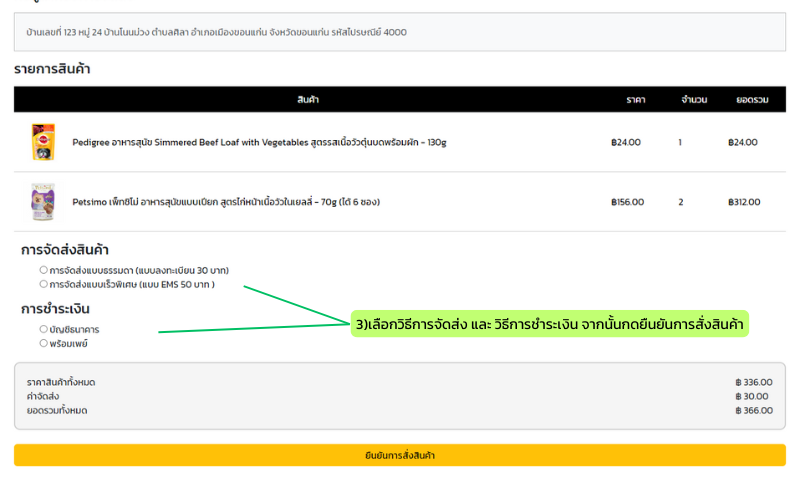 บ้านเลขที่ 123 หมู่ 24 บ้านโนนม่วง ตำบลศิลา อำเภอเมืองขอนแก่น จังหวัดขอนแก่น รหัสไปรษณีย์ 4000
รายการสินค้า
สินค้า ราคา จำนวน ยอดรวม
Pedigree อาหารสุนัข Simmered Beef Loaf with Vegetables สูตรรสเนื้อวัวตุ๋นบดพร้อมผัก - 130g ฿24.00 1 ฿24.00
Petsimo เพ็ทซิโม่ อาหารสุนัขแบบเปียก สูตรไก่หน้าเนื้อวัวในเยลลี่ - 70g (ได้ 6 ซอง) ฿156.00 2 ฿312.00
การจัดส่งสินค้า
การจัดส่งแบบธรรมดา (แบบลงทะเบียน 30 บาท)
การจัดส่งแบบเร็วพิเศษ (แบบ EMS 50 บาท )
การชำระเงิน
บัญชีธนาคาร
พร้อมเพย์
3)เลือกวิธีการจัดส่ง และ วิธีการชำระเงิน จากนั้นกดยืนยันการสั่งสินค้า
ราคาสินค้าทั้งหมด ฿ 336.00
ค่าจัดส่ง ฿ 30.00
ยอดรวมทั้งหมด ฿ 366.00
ยืนยันการสั่งสินค้า